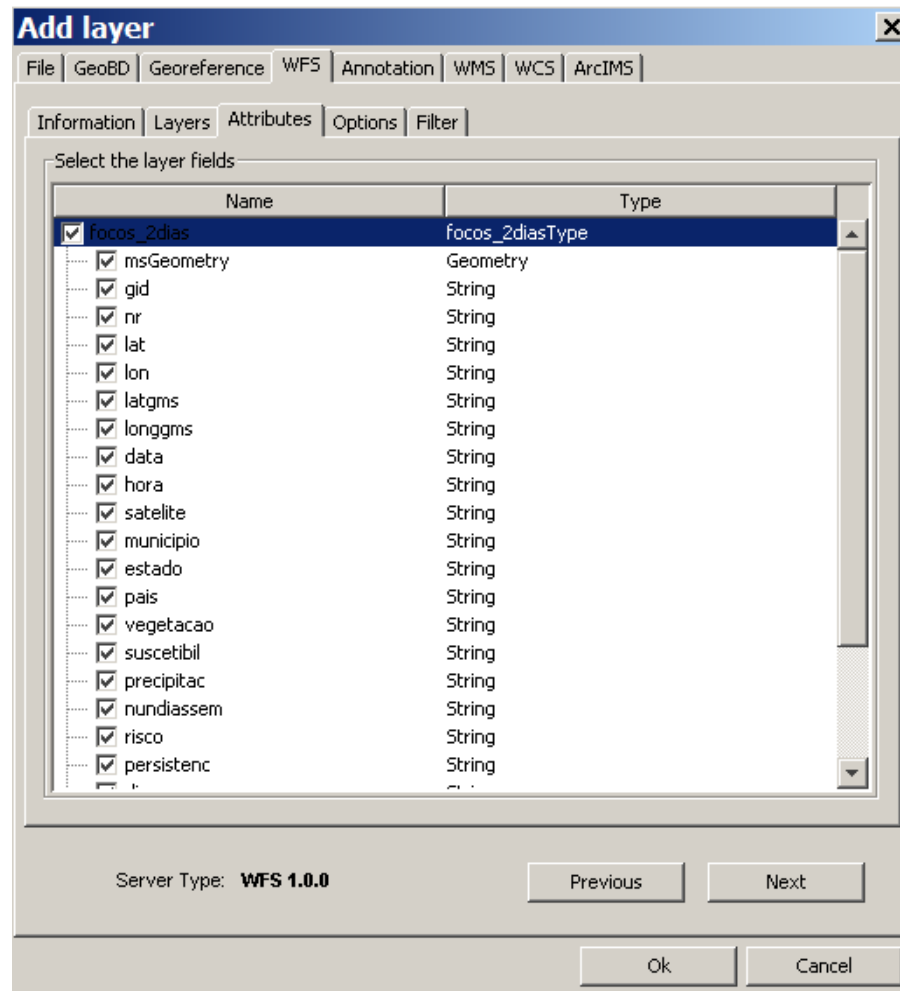 Add layer
File GeoBD Georeference WFS Annotation WMS WCS ArcIMS
Information Layers Attributes Options Filter
Select the layer fields
Name Type
focos_2dias focos_2diasType
msGeometry Geometry
gid String
nr String
lat String
lon String
latgms String
longgms String
data String
hora String
satelite String
municipio String
estado String
pais String
vegetacao String
suscetibil String
precipitac String
nundiassem String
risco String
persistenc String
Server Type: WFS 1.0.0 Previous Next
Ok Cancel